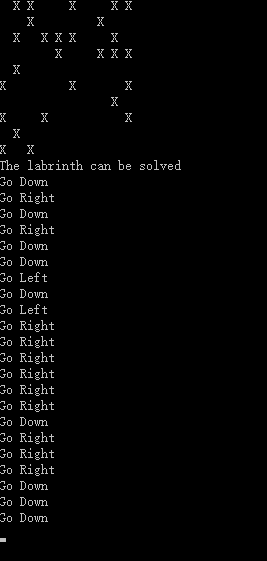 X X     X     X X
    X         X
  X   X X X     X
        X     X X X
  X
X         X       X
                X
X     X           X
  X
X   X
The labrinth can be solved
Go Down
Go Right
Go Down
Go Right
Go Down
Go Down
Go Left
Go Down
Go Left
Go Right
Go Right
Go Right
Go Right
Go Right
Go Right
Go Down
Go Right
Go Right
Go Right
Go Down
Go Down
Go Down